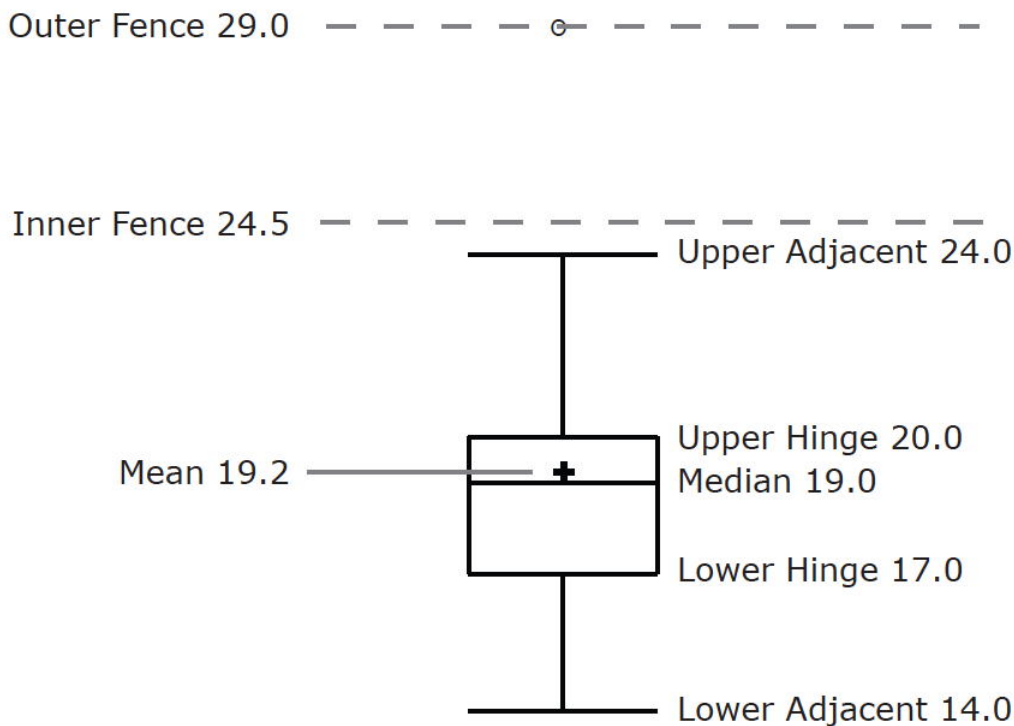 Outer Fence 29.0
Inner Fence 24.5
Upper Adjacent 24.0
Upper Hinge 20.0
Mean 19.2
Median 19.0
Lower Hinge 17.0
Lower Adjacent 14.0